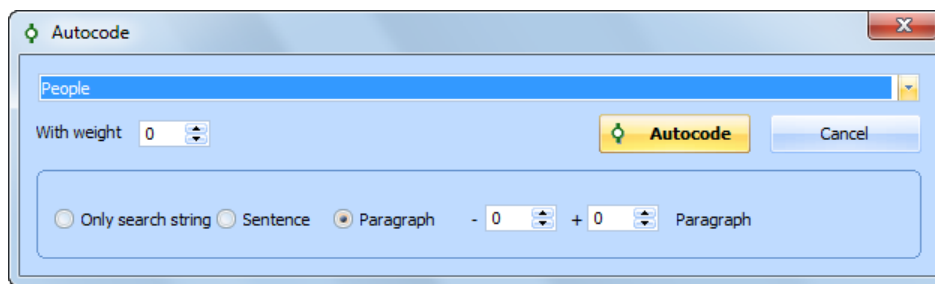 Autocode
People
With weight 0 Autocode Cancel
Only search string Sentence Paragraph - 0 + 0 Paragraph